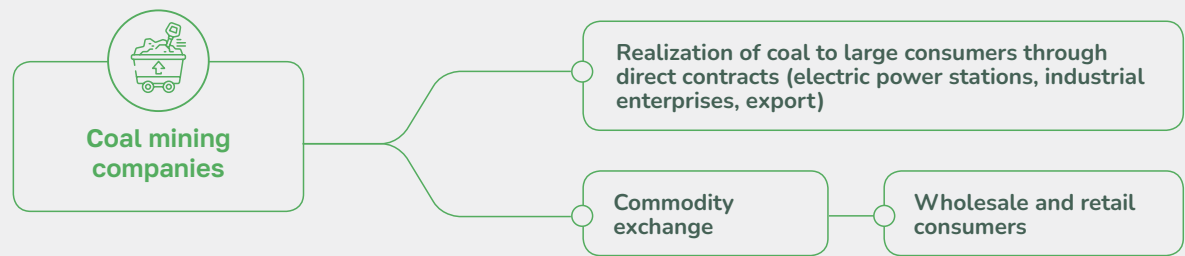 Coal mining
companies
Realization of coal to large consumers through
direct contracts (electric power stations, industrial
enterprises, export)
Commodity
exchange
Wholesale and retail
consumers